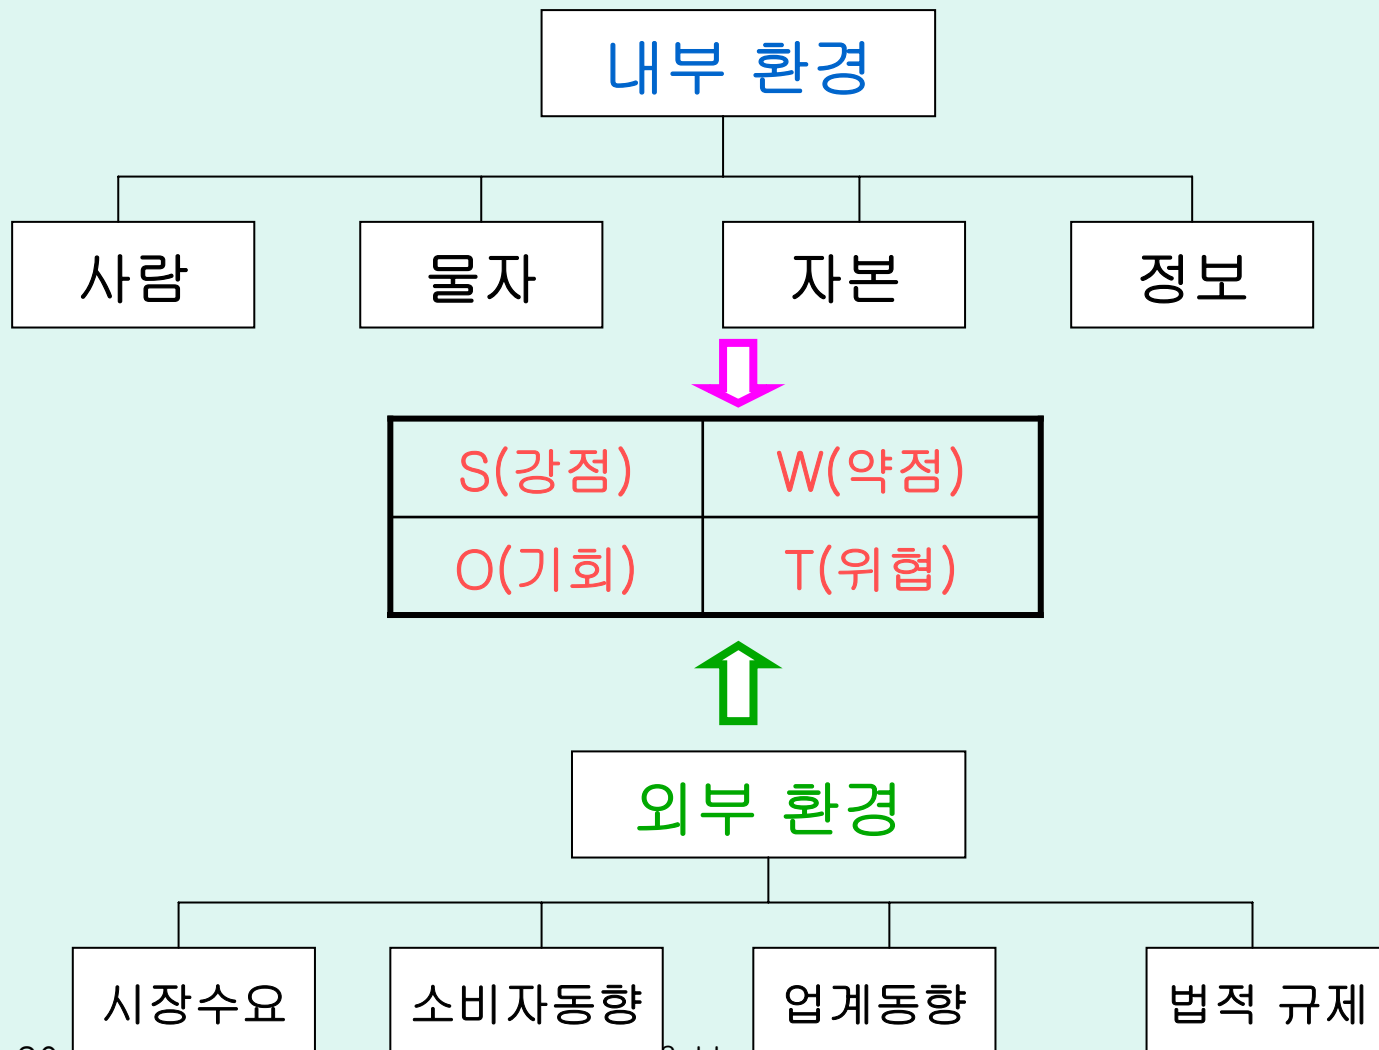 내부 환경
사람 물자 자본 정보
S(강점) W(약점)
O(기회) T(위협)
외부 환경
시장수요 소비자동향 업계동향 법적 규제